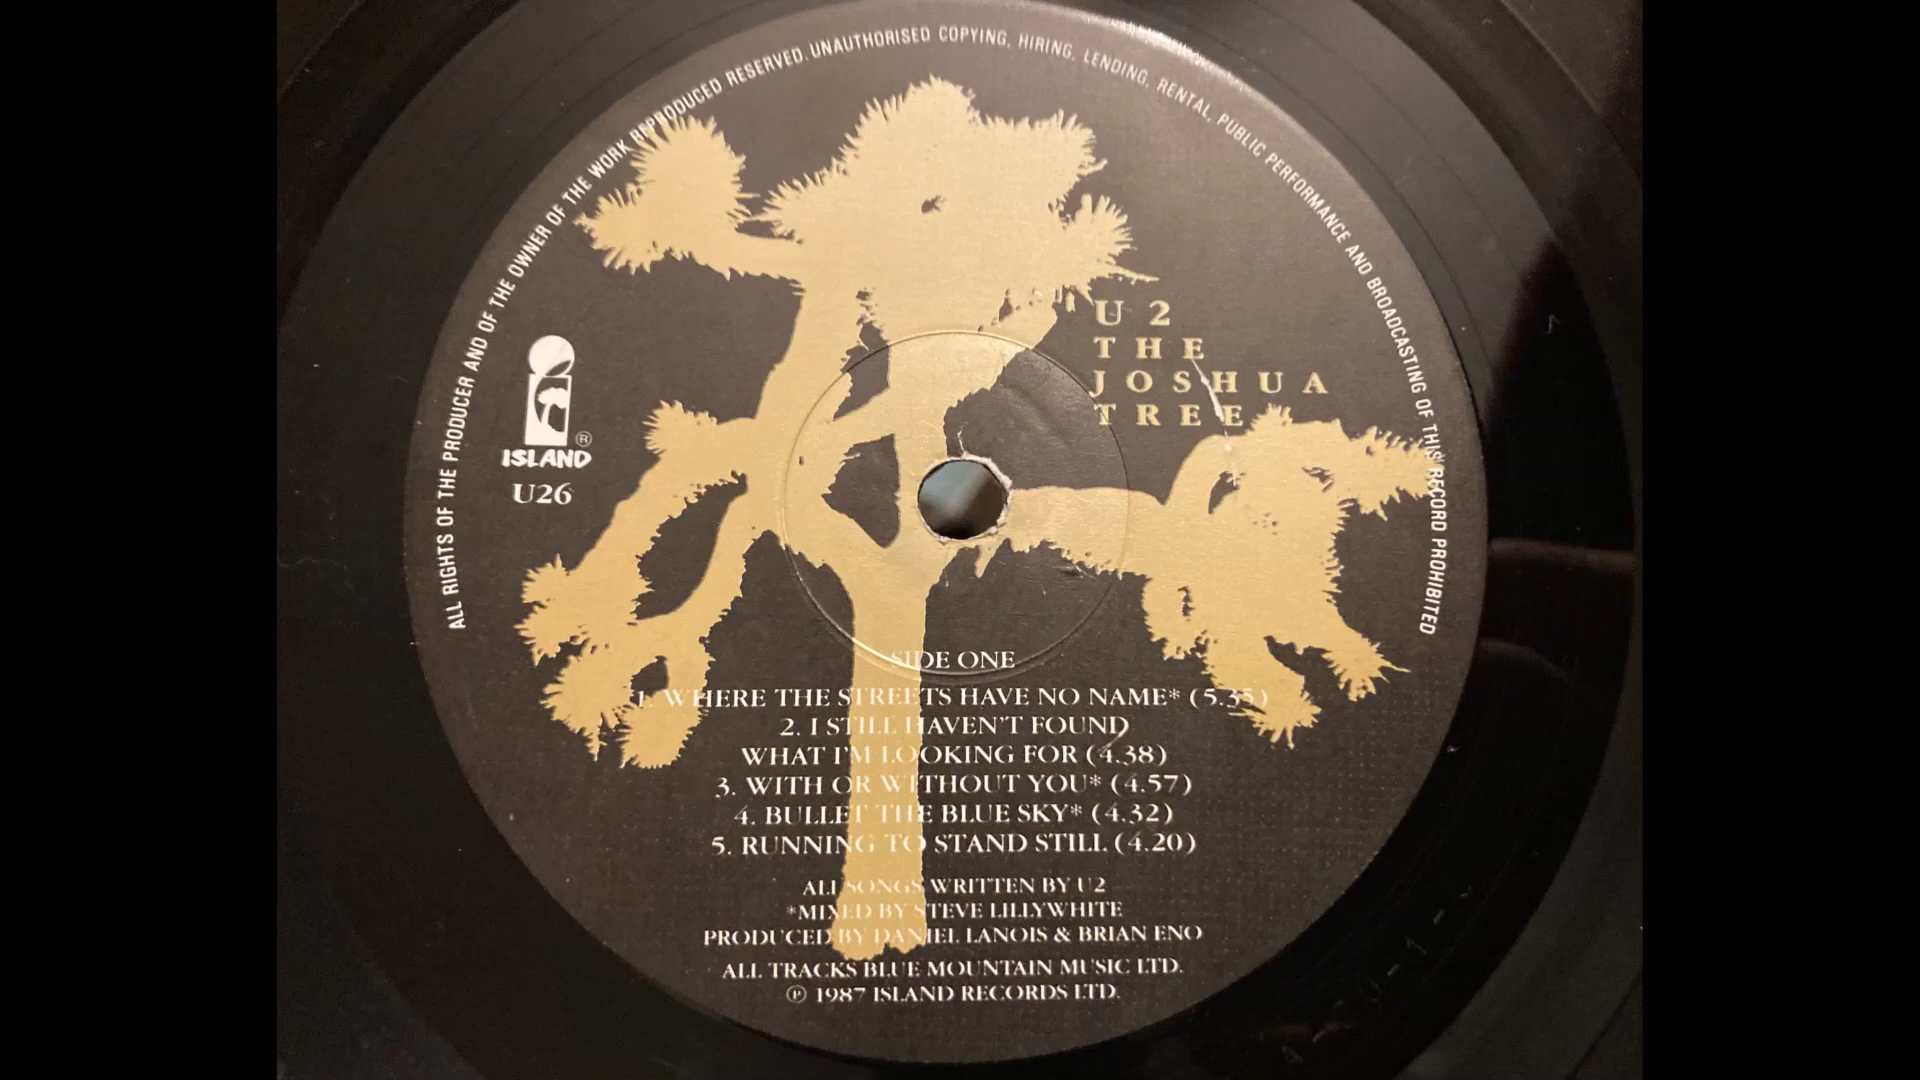 ALL RIGHTS OF THE PRODUCER AND OF THE OWNER OF THE WORK REPRODUCED RESERVED. UNAUTHORISED COPYING, HIRING, LENDING, RENTAL, PUBLIC PERFORMANCE AND BROADCASTING OF THIS RECORD PROHIBITED
U2
THE
JOSHUA
TREE
®
ISLAND
U26
SIDE ONE
1. WHERE THE STREETS HAVE NO NAME* (5.35)
2. I STILL HAVEN'T FOUND
WHAT I'M LOOKING FOR (4.38)
3. WITH OR WITHOUT YOU* (4.57)
4. BULLET THE BLUE SKY* (4.32)
5. RUNNING TO STAND STILL (4.20)
ALL SONGS WRITTEN BY U2
*MIXED BY STEVE LILLYWHITE
PRODUCED BY DANIEL LANOIS & BRIAN ENO
ALL TRACKS BLUE MOUNTAIN MUSIC LTD.
℗ 1987 ISLAND RECORDS LTD.